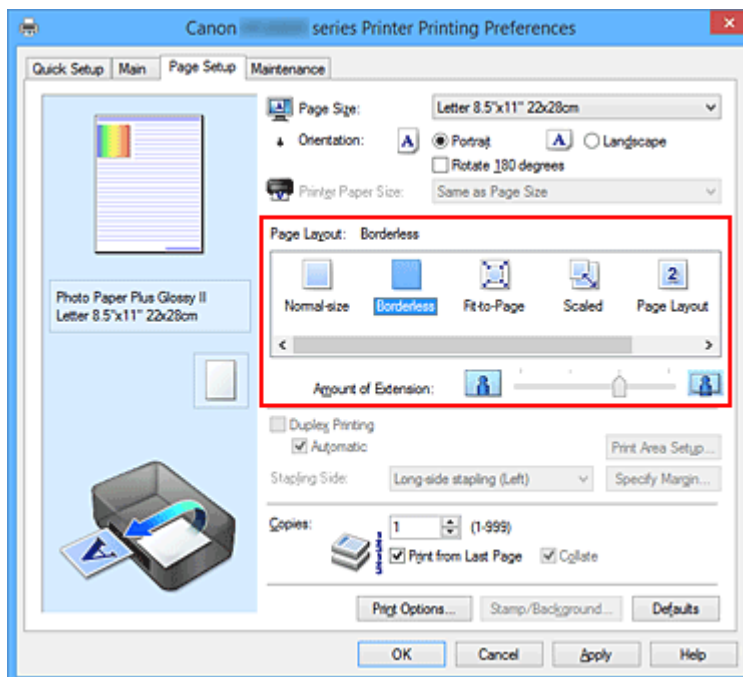 Canon series Printer Printing Preferences
Quick Setup Main Page Setup Maintenance
Page Size: Letter 8.5"x11" 22x28cm
Orientation: A Portrait A Landscape
Rotate 180 degrees
Printer Paper Size: Same as Page Size
Page Layout: Borderless
2
Normal-size Borderless Fit-to-Page Scaled Page Layout
Photo Paper Plus Glossy II
Letter 8.5"x11" 22x28cm
Amount of Extension:
Duplex Printing
Automatic
Print Area Setup...
Stapling Side: Long-side stapling (Left) Specify Margin...
Copies: 1 (1-999)
Print from Last Page Collate
A
Print Options... Stamp/Background... Defaults
OK Cancel Apply Help